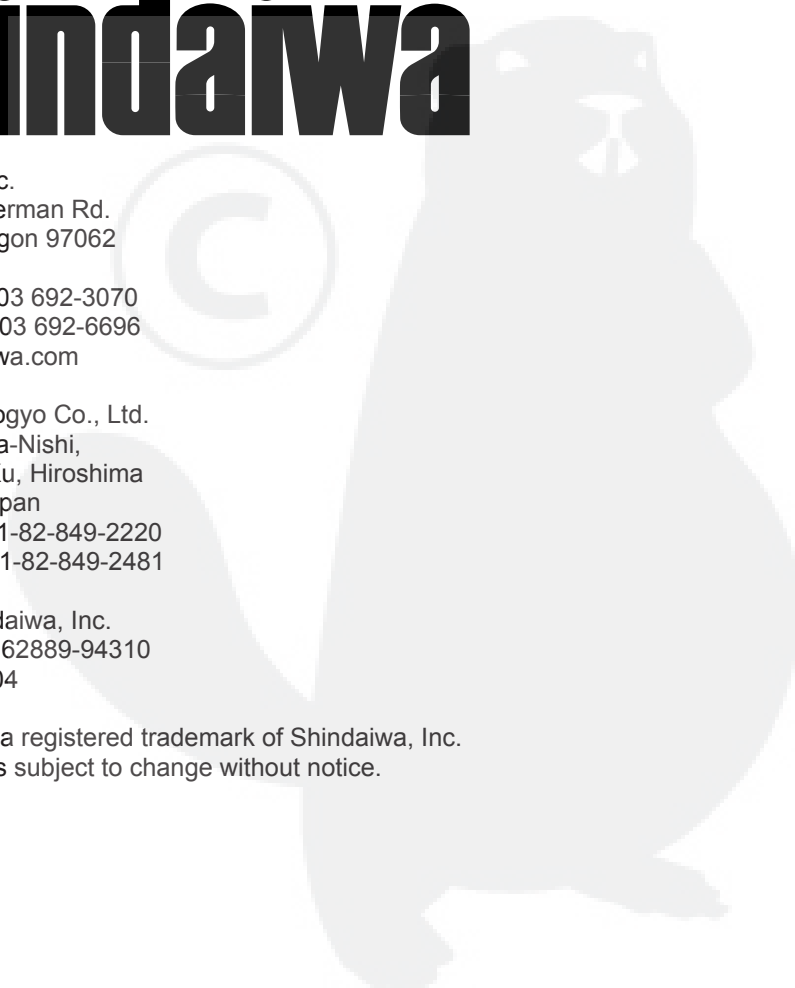 indaiwa
c.
erman Rd.
gon 97062
03 692-3070
03 692-6696
wa.com
ogyo Co., Ltd.
a-Nishi,
u, Hiroshima
pan
1-82-849-2220
1-82-849-2481
daiwa, Inc.
62889-94310
04
a registered trademark of Shindaiwa, Inc.
s subject to change without notice.
©